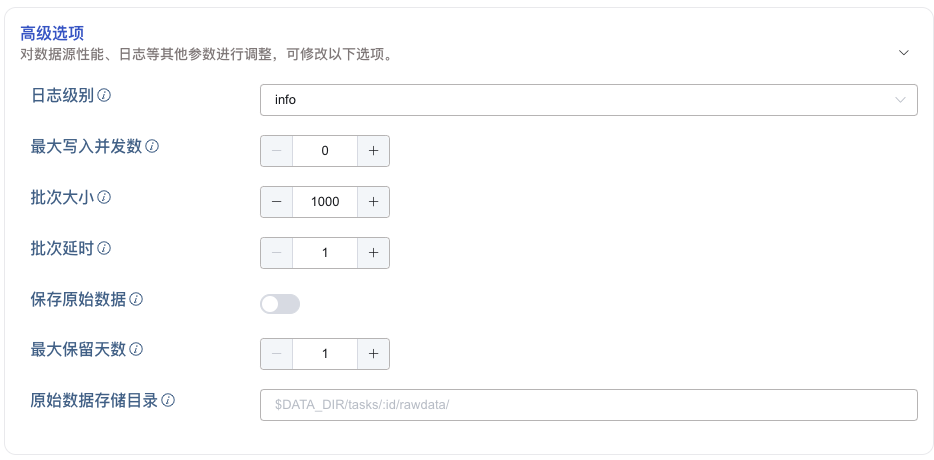 高级选项
对数据源性能、日志等其他参数进行调整，可修改以下选项。
日志级别
info
最大写入并发数
0
批次大小
1000
批次延时
1
保存原始数据
最大保留天数
1
原始数据存储目录
$DATA_DIR/tasks/:id/rawdata/